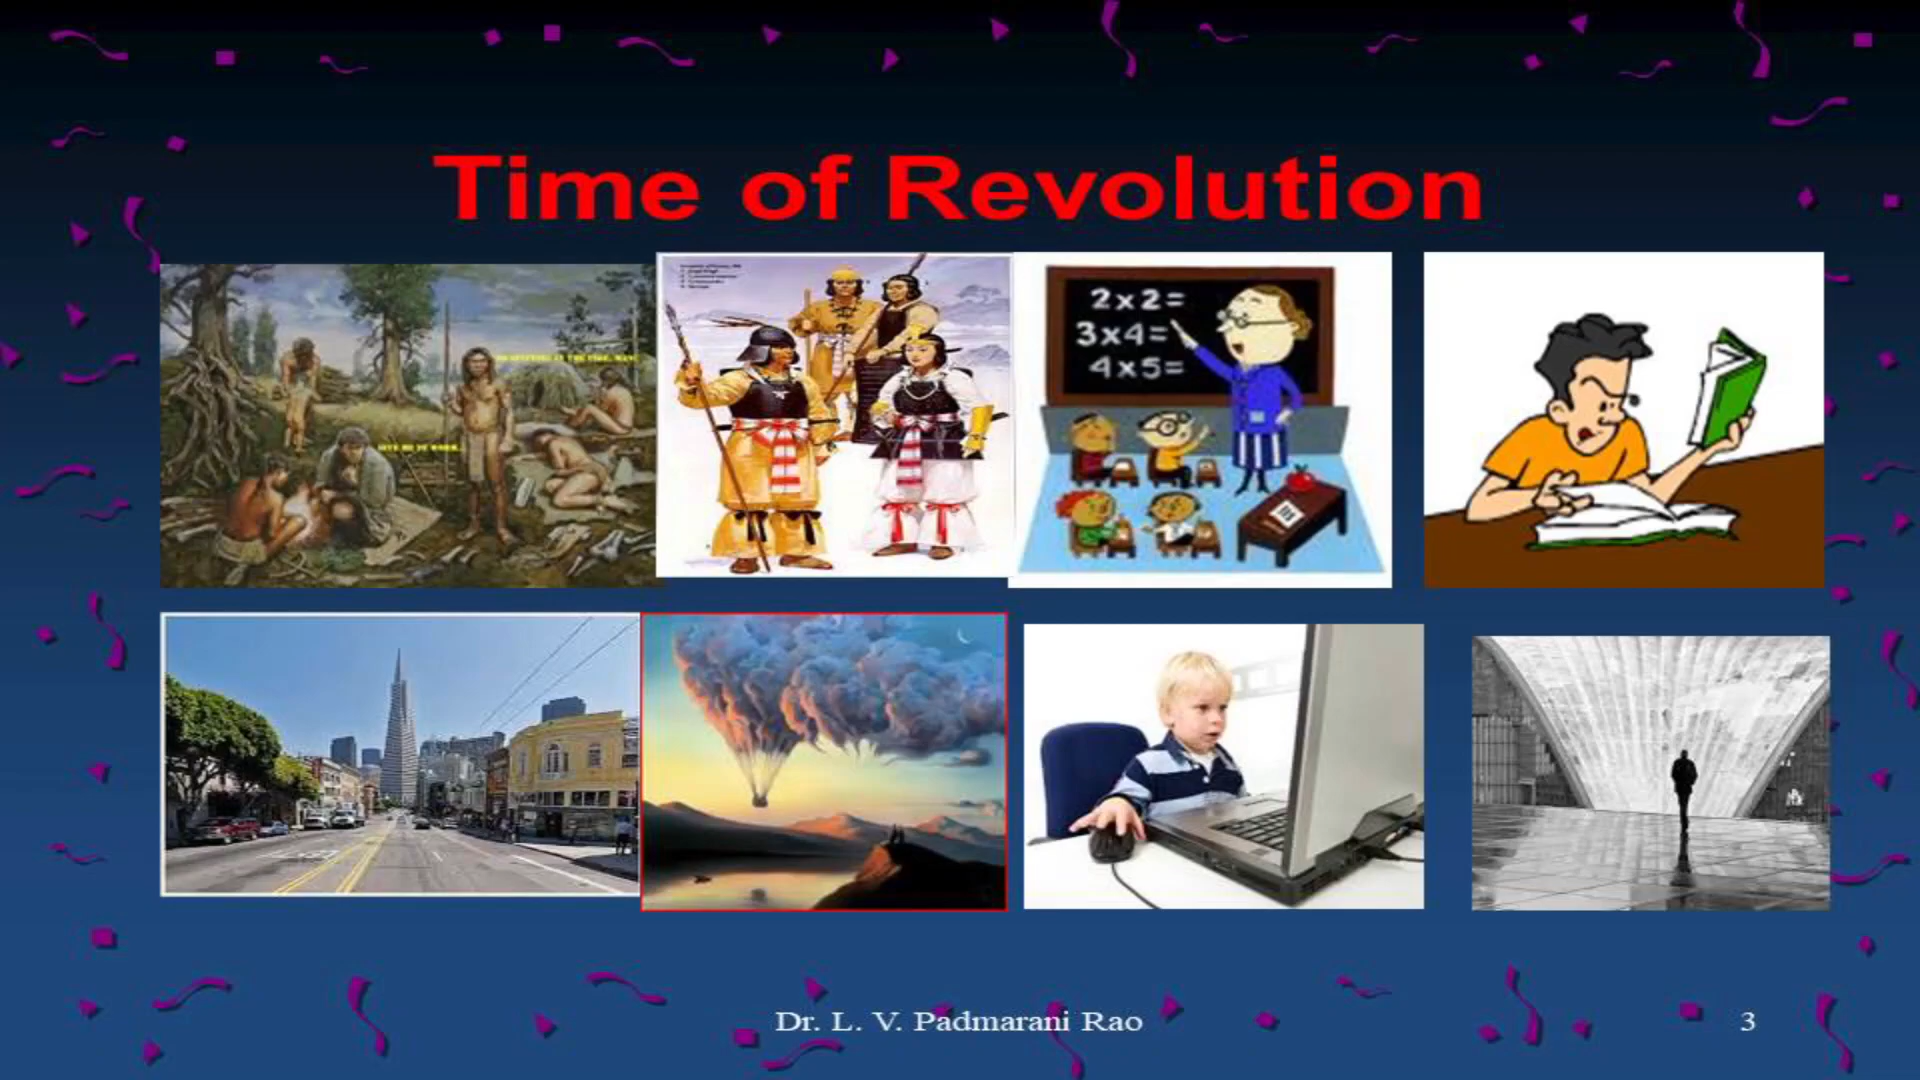 Time of Revolution
2x2=
3x4=
4x5=
Dr. L. V. Padmarani Rao
3